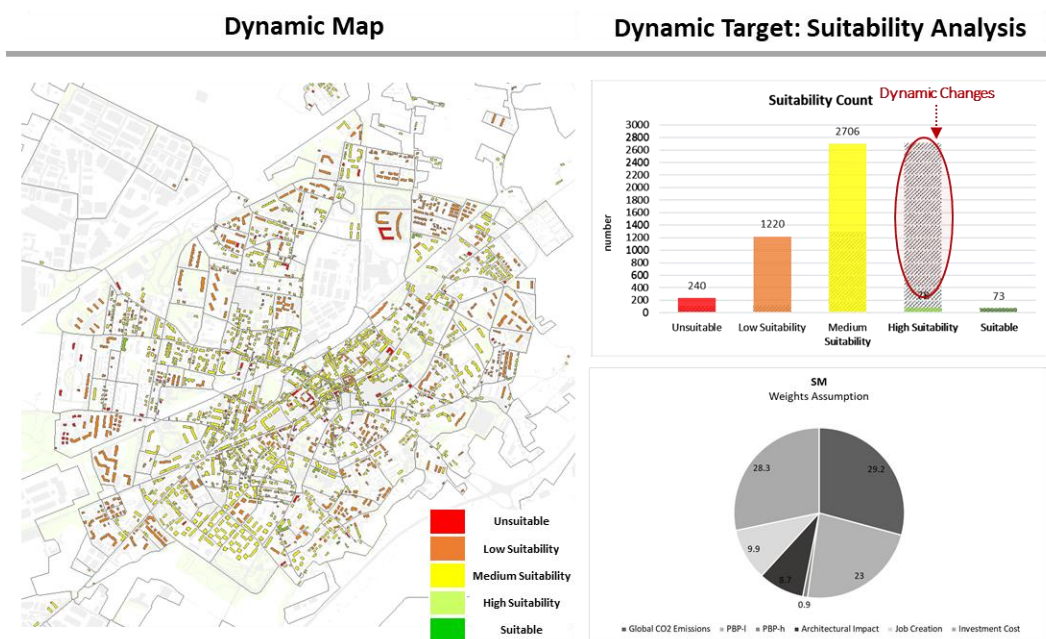 Dynamic Map
Dynamic Target: Suitability Analysis
Unsuitable
Low Suitability
Medium Suitability
High Suitability
Suitable
Suitability Count
Dynamic Changes
number
3000
2800
2600
2400
2200
2000
1800
1600
1400
1200
1000
800
600
400
200
0
240
1220
2706
73
Unsuitable
Low Suitability
Medium
Suitability
High Suitability
Suitable
SM
Weights Assumption
28.3
29.2
9.9
8.7
0.9
23
Global CO2 Emissions PBP-l PBP-h Architectural Impact Job Creation Investment Cost